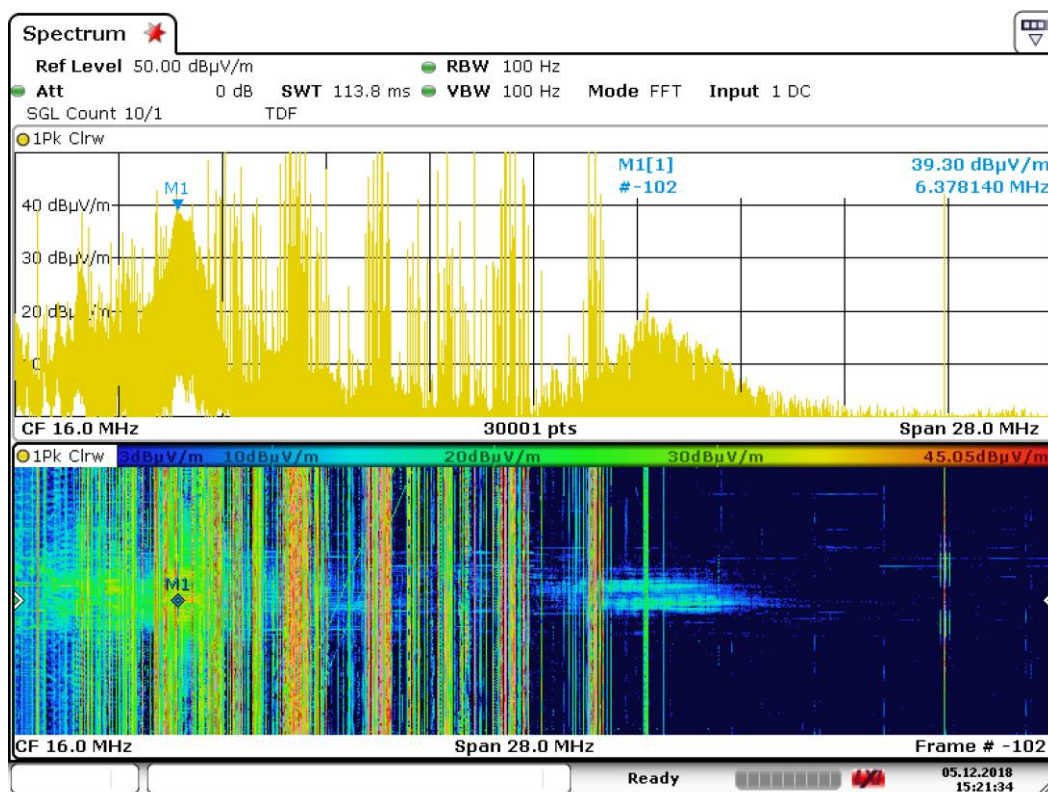 Spectrum
Ref Level 50.00 dBµV/m RBW 100 Hz
Att 0 dB SWT 113.8 ms VBW 100 Hz Mode FFT Input 1 DC
SGL Count 10/1 TDF
1Pk Clrw
M1[1] 39.30 dBµV/m
#-102 6.378140 MHz
M1
40 dBµV/m
30 dBµV/m
CF 16.0 MHz 30001 pts Span 28.0 MHz
1Pk Clrw 3dBµV/m 10dBµV/m 20dBµV/m 30dBµV/m 45.05dBµV/m
M1
CF 16.0 MHz Span 28.0 MHz Frame # -102
Ready 05.12.2018
15:21:34